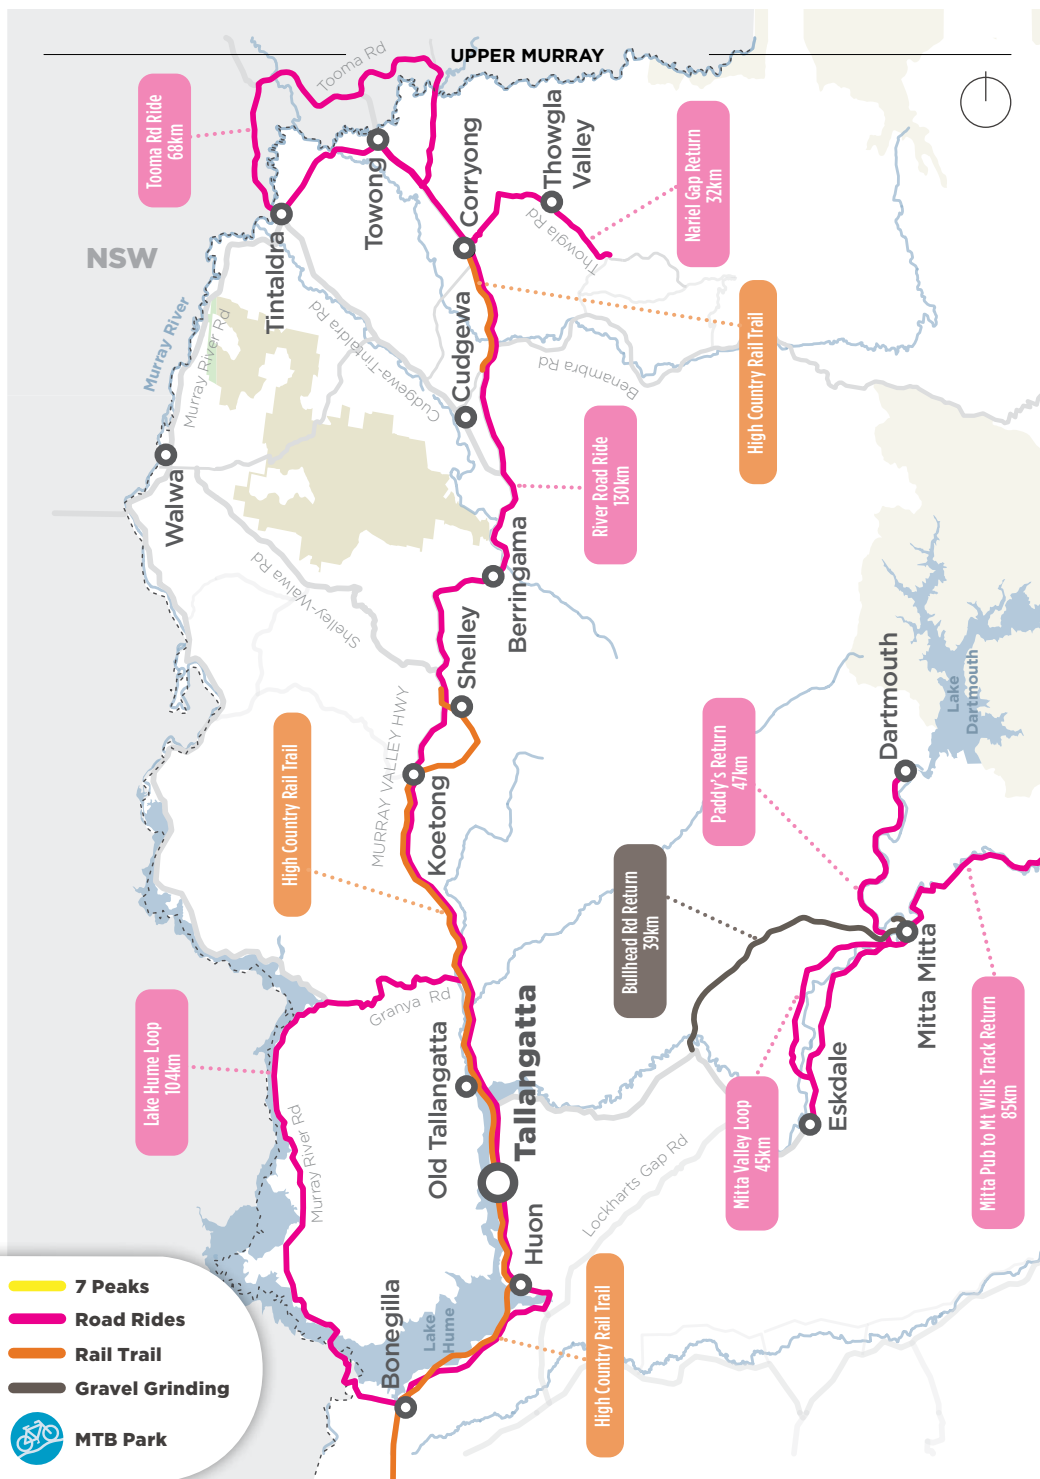 UPPER MURRAY
Tooma Rd
Tooma Rd Ride
68km
Thowgla
Valley
Corryong
Towong
Nariel Gap Return
32km
Tintaldra
NSW
Thowgla Rd
Murray River
Murray River Rd
Cudgewa-Tintaldra Rd
Cudgewa
Benambra Rd
High Country Rail Trail
Walwa
River Road Ride
130km
Berringama
Shelley-Walwa Rd
Shelley
Dartmouth
Lake
Dartmouth
MURRAY VALLEY HWY
High Country Rail Trail
Koetong
Paddy's Return
47km
Bullhead Rd Return
39km
Mitta Mitta
Granya Rd
Lake Hume Loop
104km
Old Tallangatta
Tallangatta
Eskdale
Mitta Valley Loop
45km
Mitta Pub to Mt Wills Track Return
85km
Murray River Rd
Lockharts Gap Rd
Huon
Bonegilla
Lake
Hume
High Country Rail Trail
7 Peaks
Road Rides
Rail Trail
Gravel Grinding
MTB Park